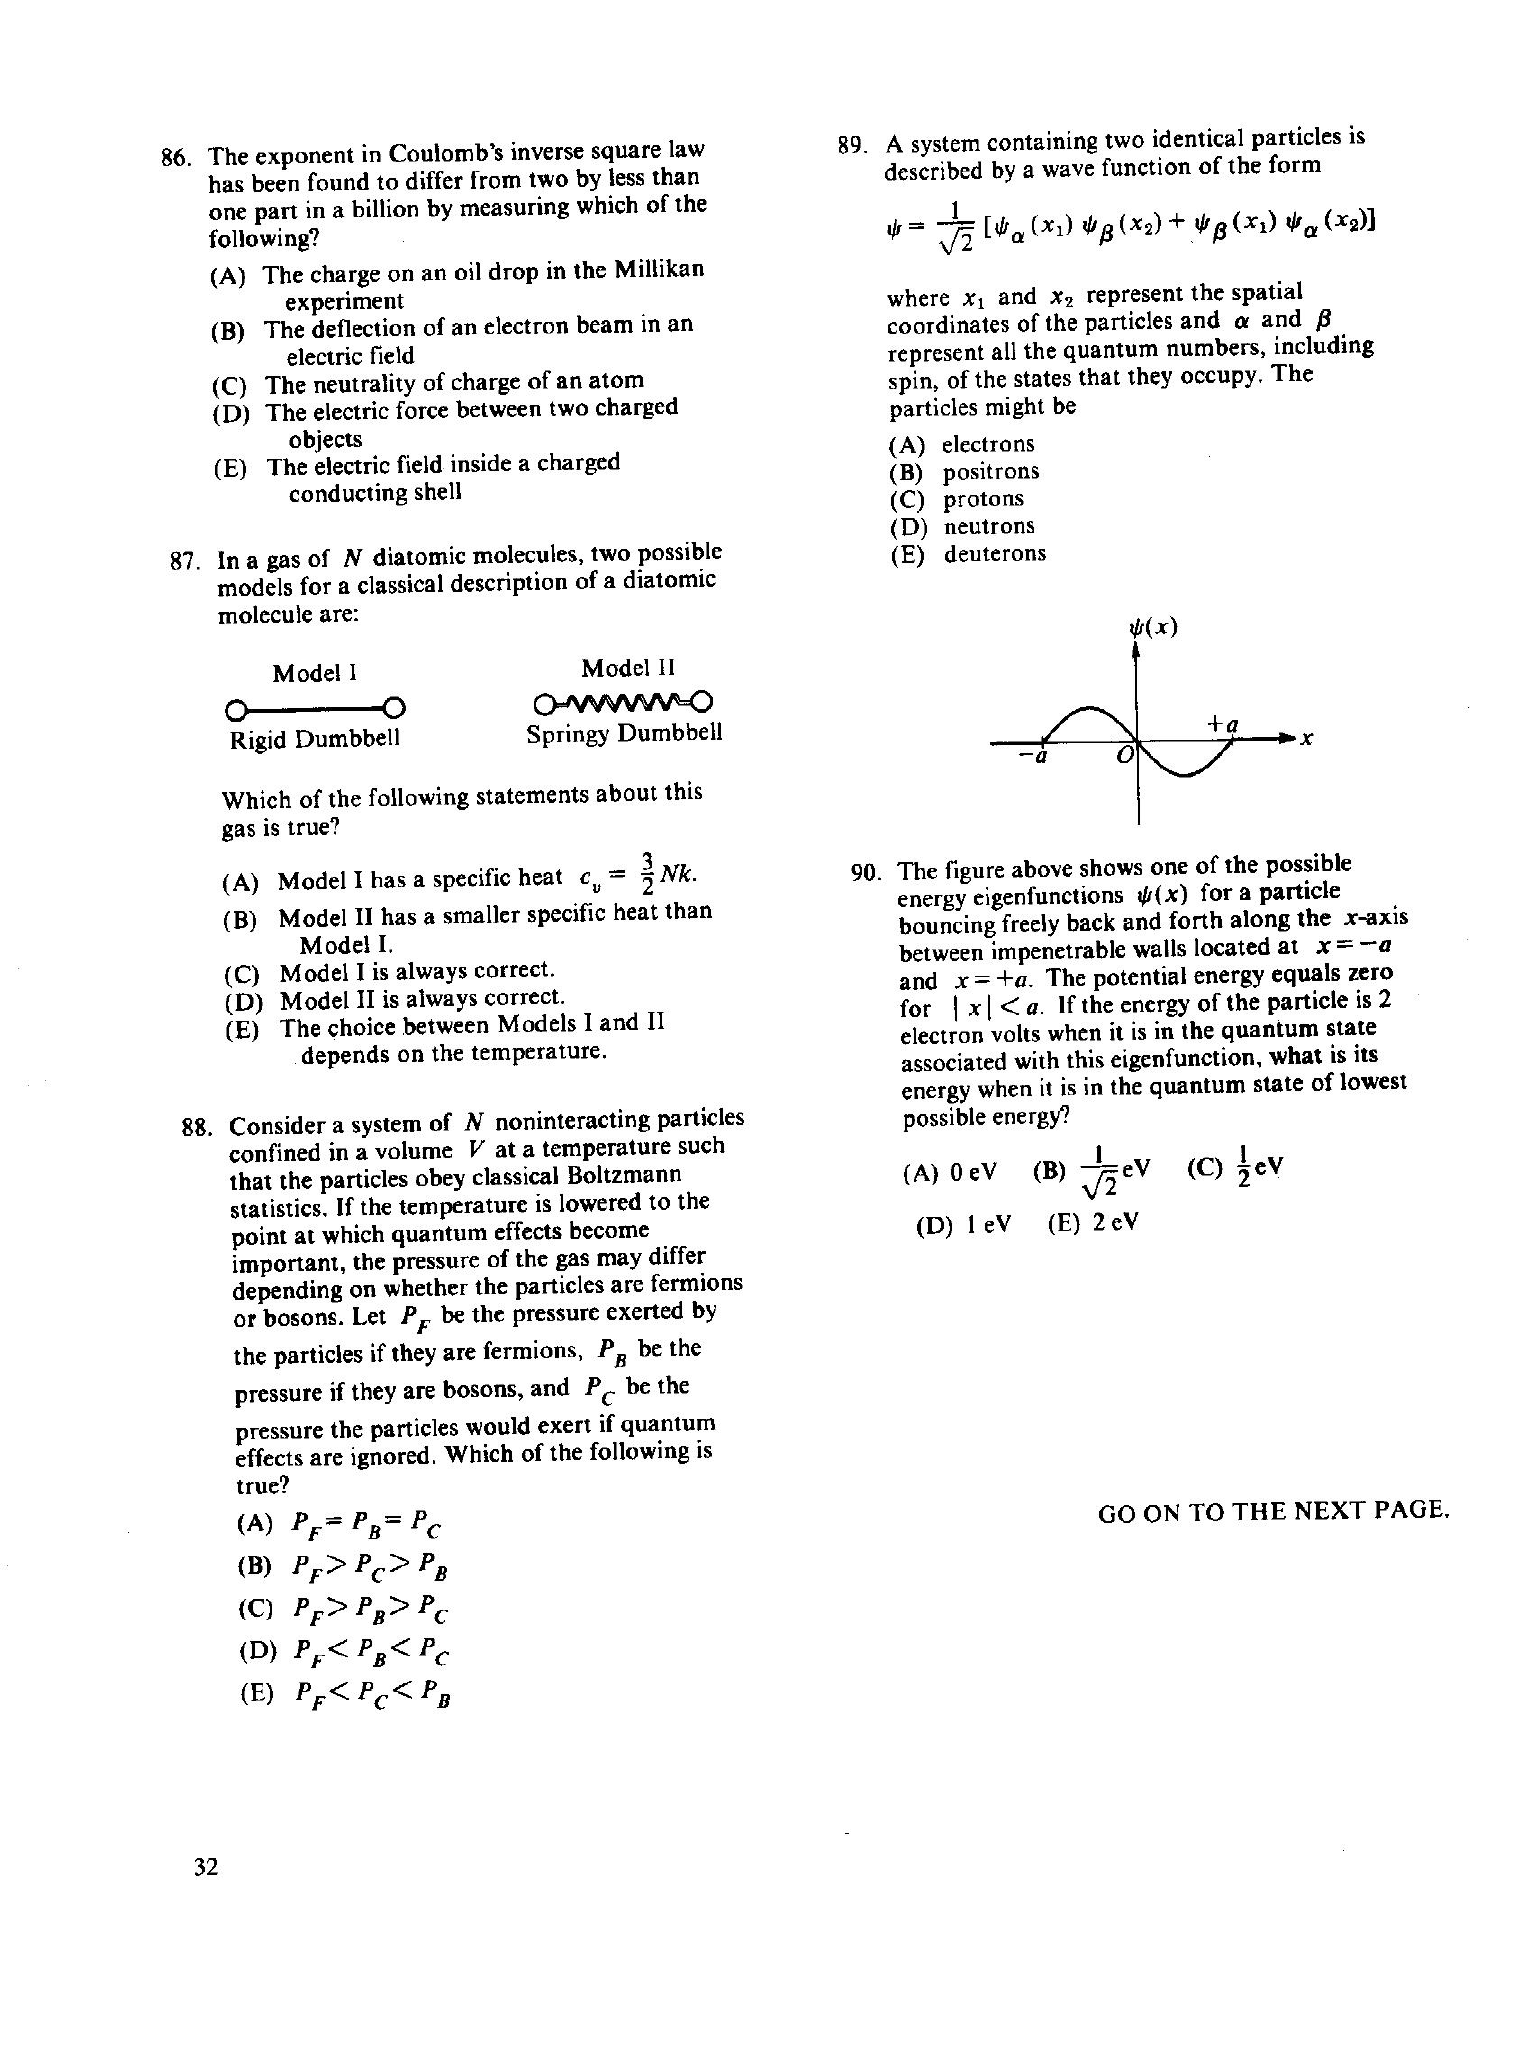 86. The exponent in Coulomb's inverse square law
has been found to differ from two by less than
one part in a billion by measuring which of the
following?
(A) The charge on an oil drop in the Millikan
experiment
(B) The deflection of an electron beam in an
electric field
(C) The neutrality of charge of an atom
(D) The electric force between two charged
objects
(E) The electric field inside a charged
conducting shell
87. In a gas of N diatomic molecules, two possible
models for a classical description of a diatomic
molecule are:
Model I Model II
Rigid Dumbbell Springy Dumbbell
Which of the following statements about this
gas is true?
(A) Model I has a specific heat c_v = 3/2 Nk.
(B) Model II has a smaller specific heat than
Model I.
(C) Model I is always correct.
(D) Model II is always correct.
(E) The choice between Models I and II
depends on the temperature.
88. Consider a system of N noninteracting particles
confined in a volume V at a temperature such
that the particles obey classical Boltzmann
statistics. If the temperature is lowered to the
point at which quantum effects become
important, the pressure of the gas may differ
depending on whether the particles are fermions
or bosons. Let P_F be the pressure exerted by
the particles if they are fermions, P_B be the
pressure if they are bosons, and P_C be the
pressure the particles would exert if quantum
effects are ignored. Which of the following is
true?
(A) P_F = P_B = P_C
(B) P_F > P_C > P_B
(C) P_F > P_B > P_C
(D) P_F < P_B < P_C
(E) P_F < P_C < P_B
32
89. A system containing two identical particles is
described by a wave function of the form
ψ = 1/√2 [ψ_α(x₁) ψ_β(x₂) + ψ_β(x₁) ψ_α(x₂)]
where x₁ and x₂ represent the spatial
coordinates of the particles and α and β
represent all the quantum numbers, including
spin, of the states that they occupy. The
particles might be
(A) electrons
(B) positrons
(C) protons
(D) neutrons
(E) deuterons
ψ(x)
+a
x
−a
O
90. The figure above shows one of the possible
energy eigenfunctions ψ(x) for a particle
bouncing freely back and forth along the x-axis
between impenetrable walls located at x = −a
and x = +a. The potential energy equals zero
for |x| < a. If the energy of the particle is 2
electron volts when it is in the quantum state
associated with this eigenfunction, what is its
energy when it is in the quantum state of lowest
possible energy?
(A) 0 eV (B) 1/√2 eV (C) 1/2 eV
(D) 1 eV (E) 2 eV
GO ON TO THE NEXT PAGE.